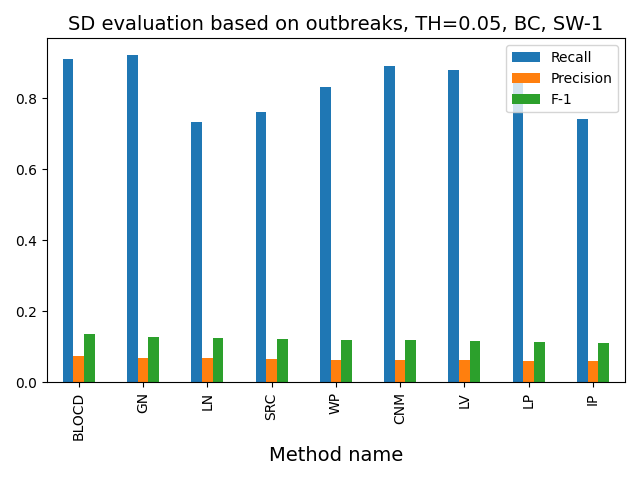 SD evaluation based on outbreaks, TH=0.05, BC, SW-1
Recall
Precision
F-1
0.8
0.6
0.4
0.2
0.0
BLOCD
GN
LN
SRC
WP
CNM
LV
LP
IP
Method name